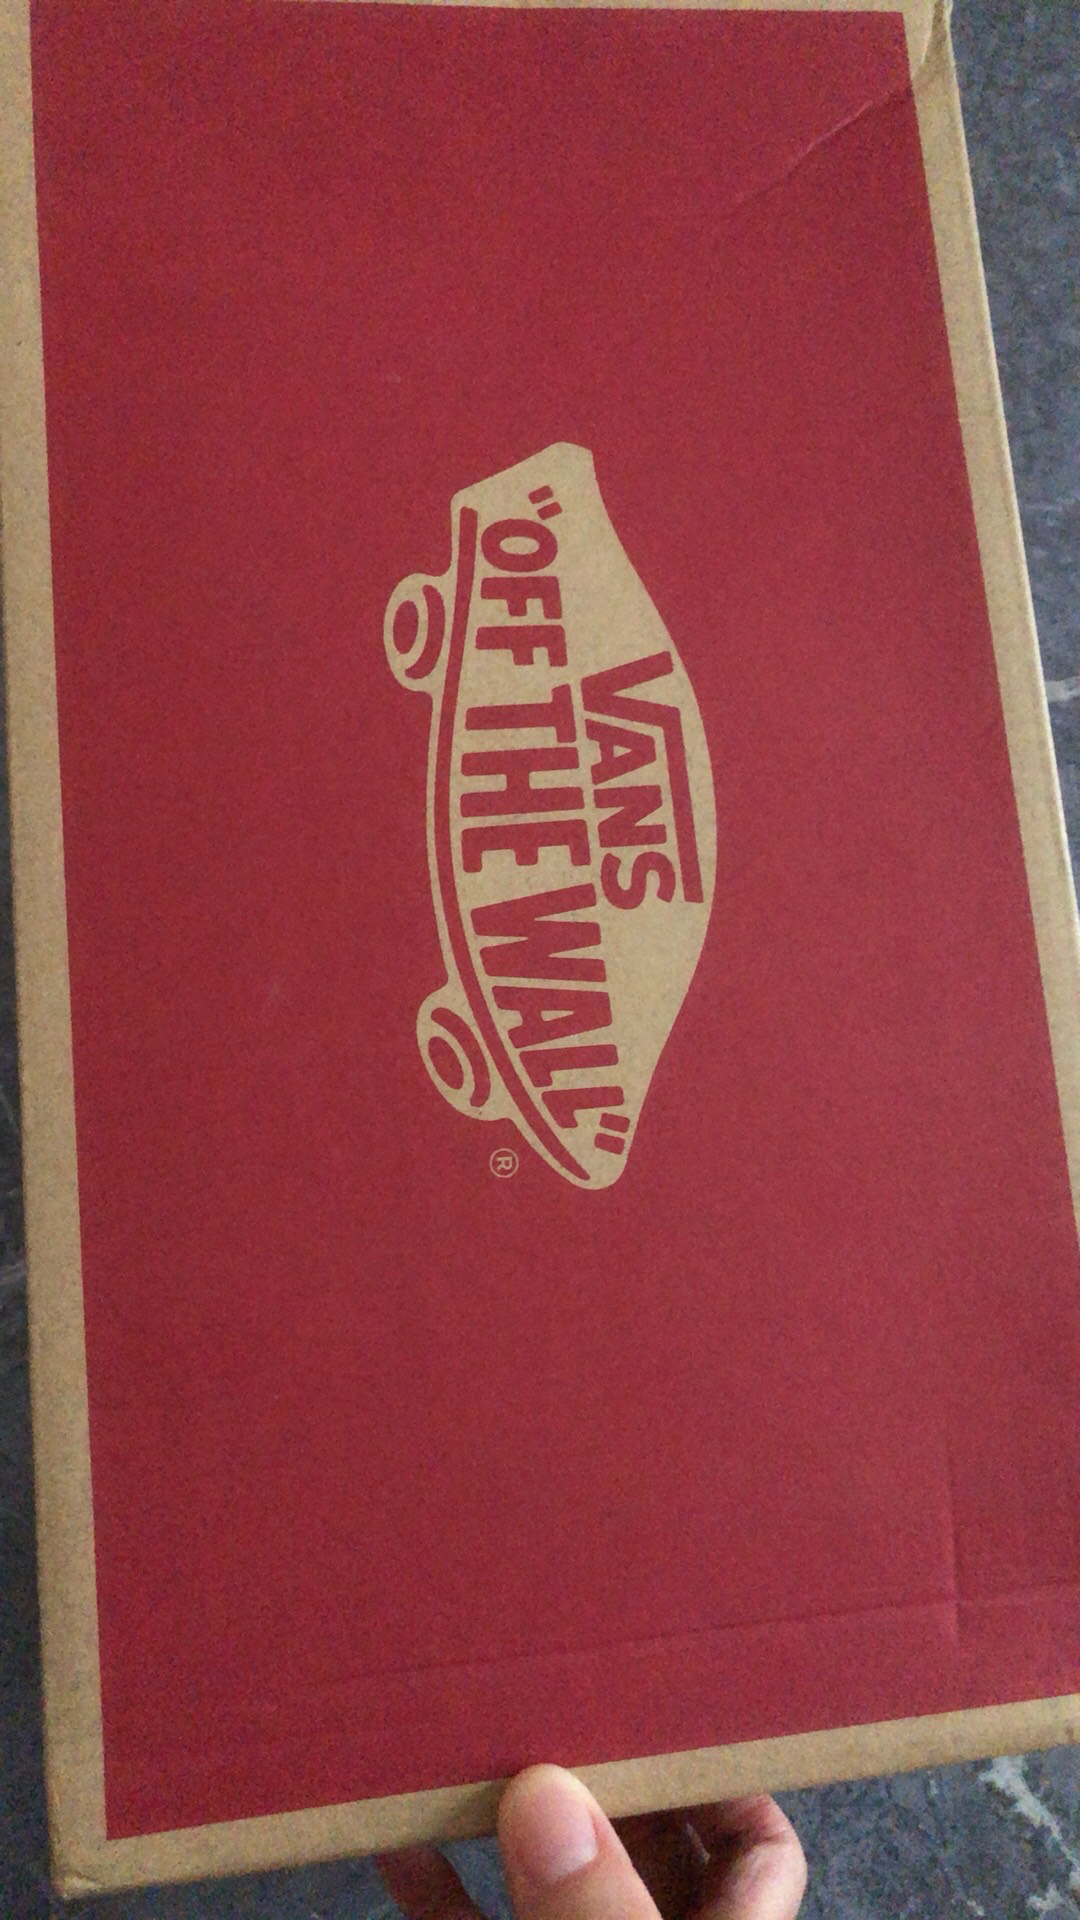 VANS
"OFF THE WALL"
®